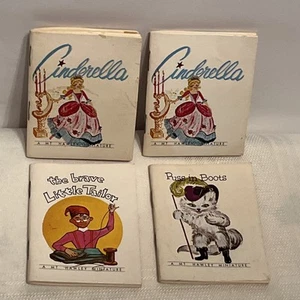 Cinderella
A MT. HAWLEY MINIATURE
Cinderella
A MT. HAWLEY MINIATURE
the brave
Little Tailor
A MT. HAWLEY MINIATURE
Puss in Boots
A MT. HAWLEY MINIATURE